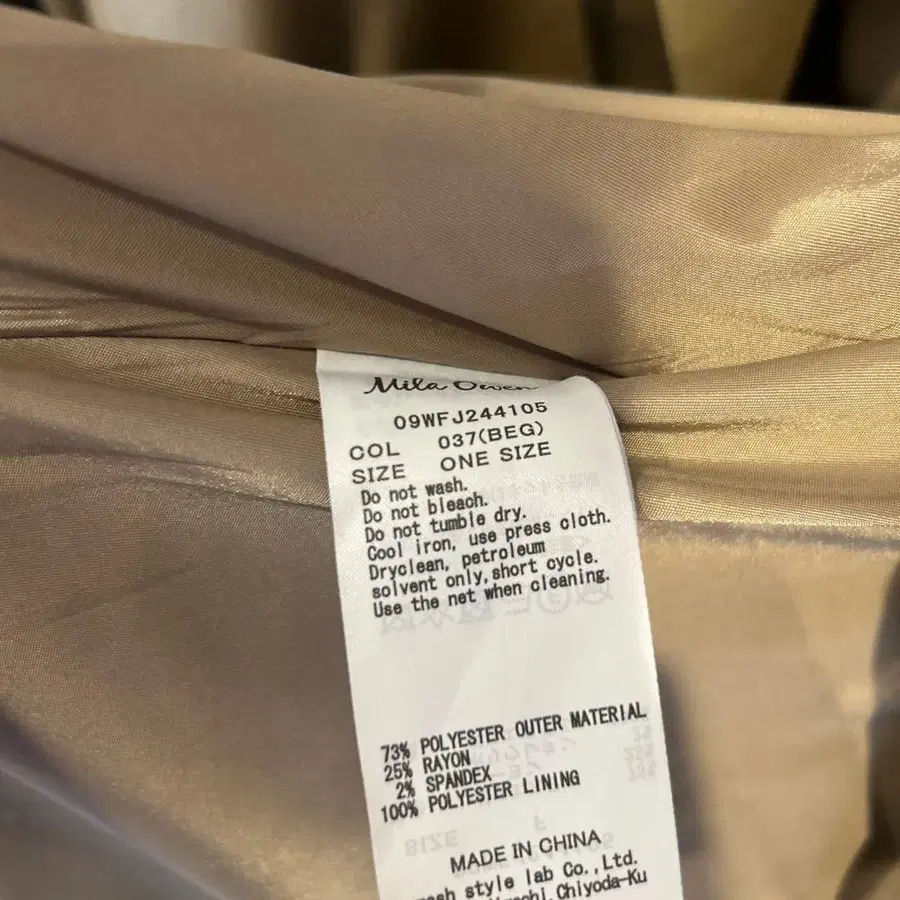 Mila Owen
09WFJ244105
COL 037(BEG)
SIZE ONE SIZE
Do not wash.
Do not bleach.
Do not tumble dry.
Cool iron, use press cloth.
Dryclean, petroleum
solvent only, short cycle.
Use the net when cleaning.
73% POLYESTER OUTER MATERIAL
25% RAYON
2% SPANDEX
100% POLYESTER LINING
MADE IN CHINA
style lab Co., Ltd.
Chiyoda-Ku